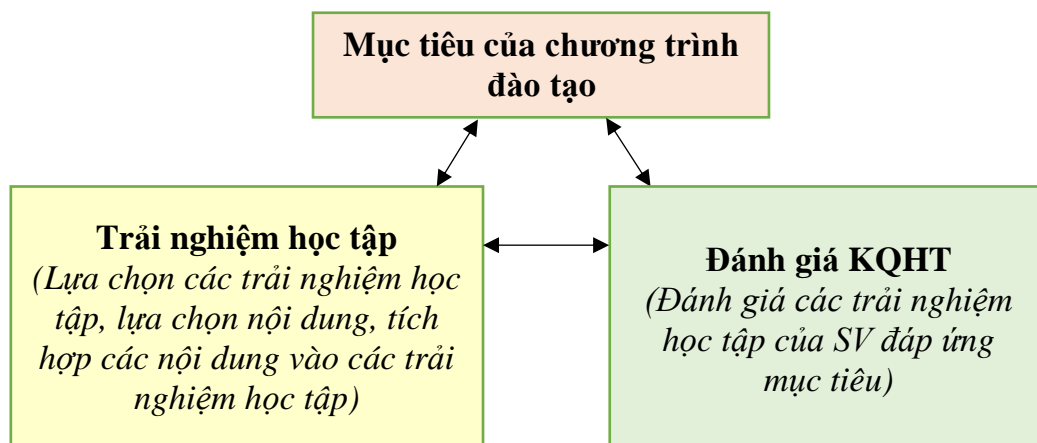 Mục tiêu của chương trình
đào tạo
Trải nghiệm học tập
(Lựa chọn các trải nghiệm học
tập, lựa chọn nội dung, tích
hợp các nội dung vào các trải
nghiệm học tập)
Đánh giá KQHT
(Đánh giá các trải nghiệm
học tập của SV đáp ứng
mục tiêu)